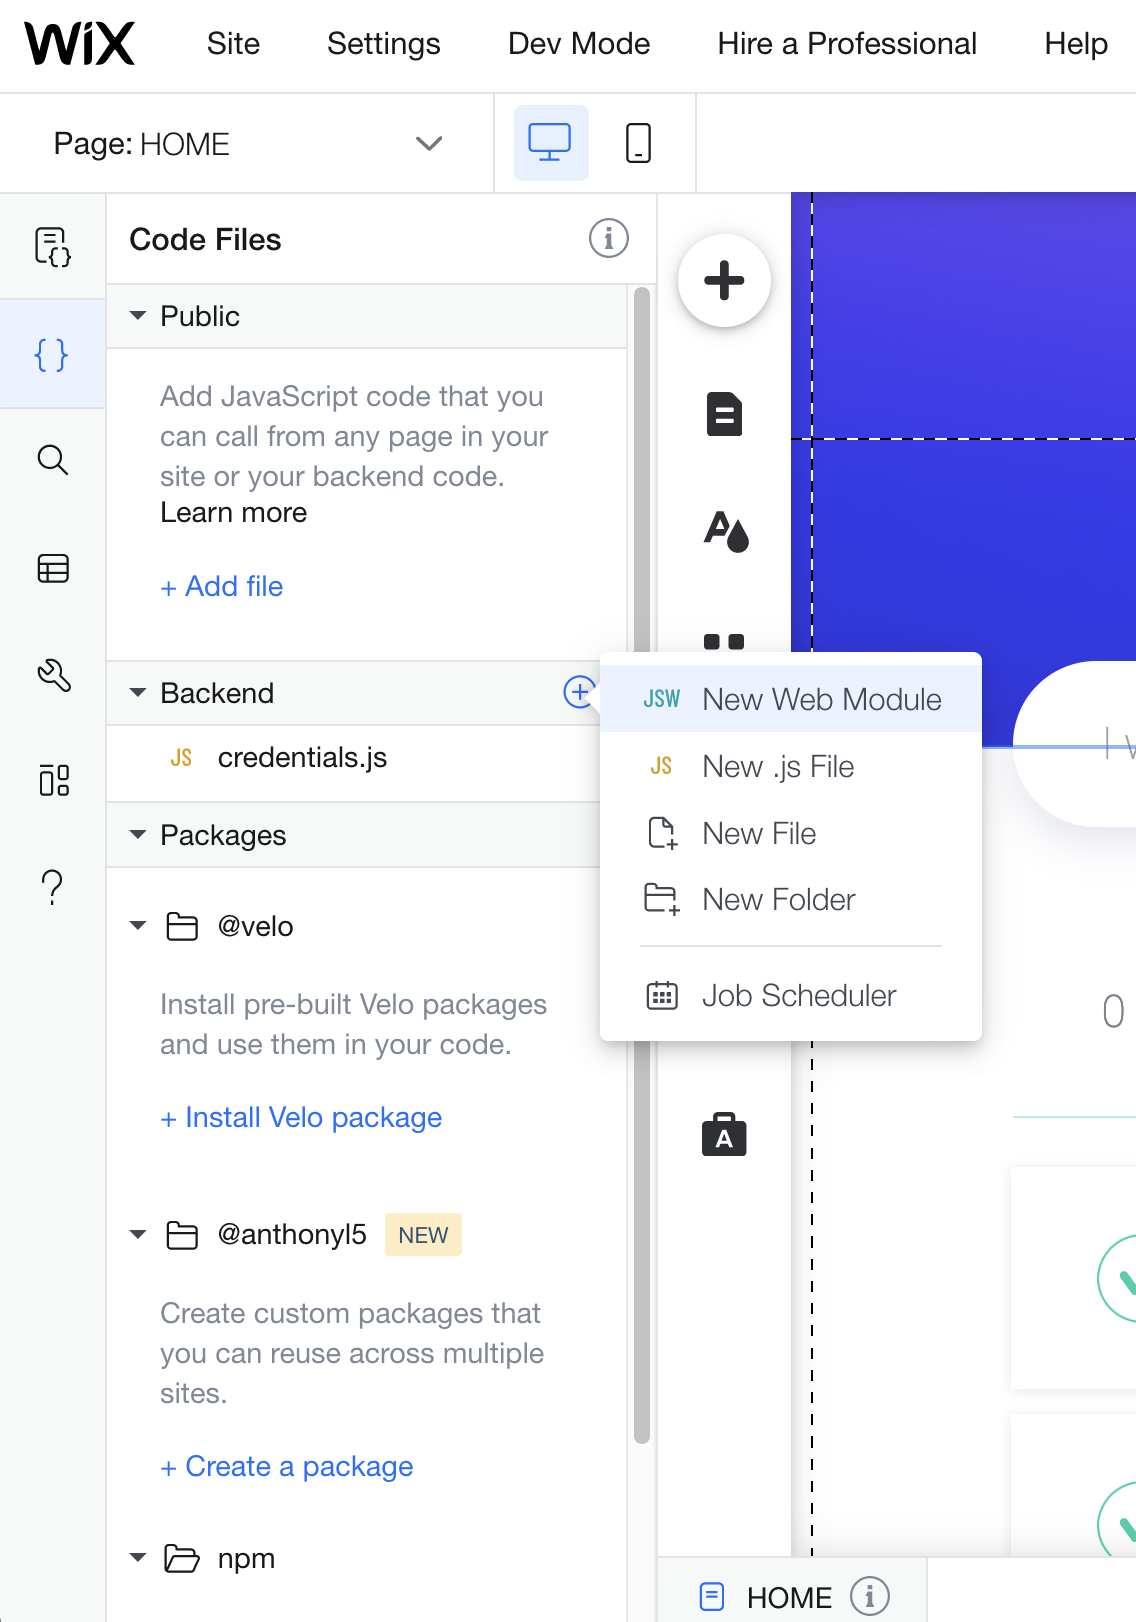 WiX
Site
Settings
Dev Mode
Hire a Professional
Help
Page: HOME
Code Files
Public
Add JavaScript code that you
can call from any page in your
site or your backend code.
Learn more
+ Add file
Backend
JS credentials.js
JSW New Web Module
JS New .js File
New File
New Folder
Job Scheduler
Packages
@velo
Install pre-built Velo packages
and use them in your code.
+ Install Velo package
@anthonyl5 NEW
Create custom packages that
you can reuse across multiple
sites.
+ Create a package
npm
A
HOME